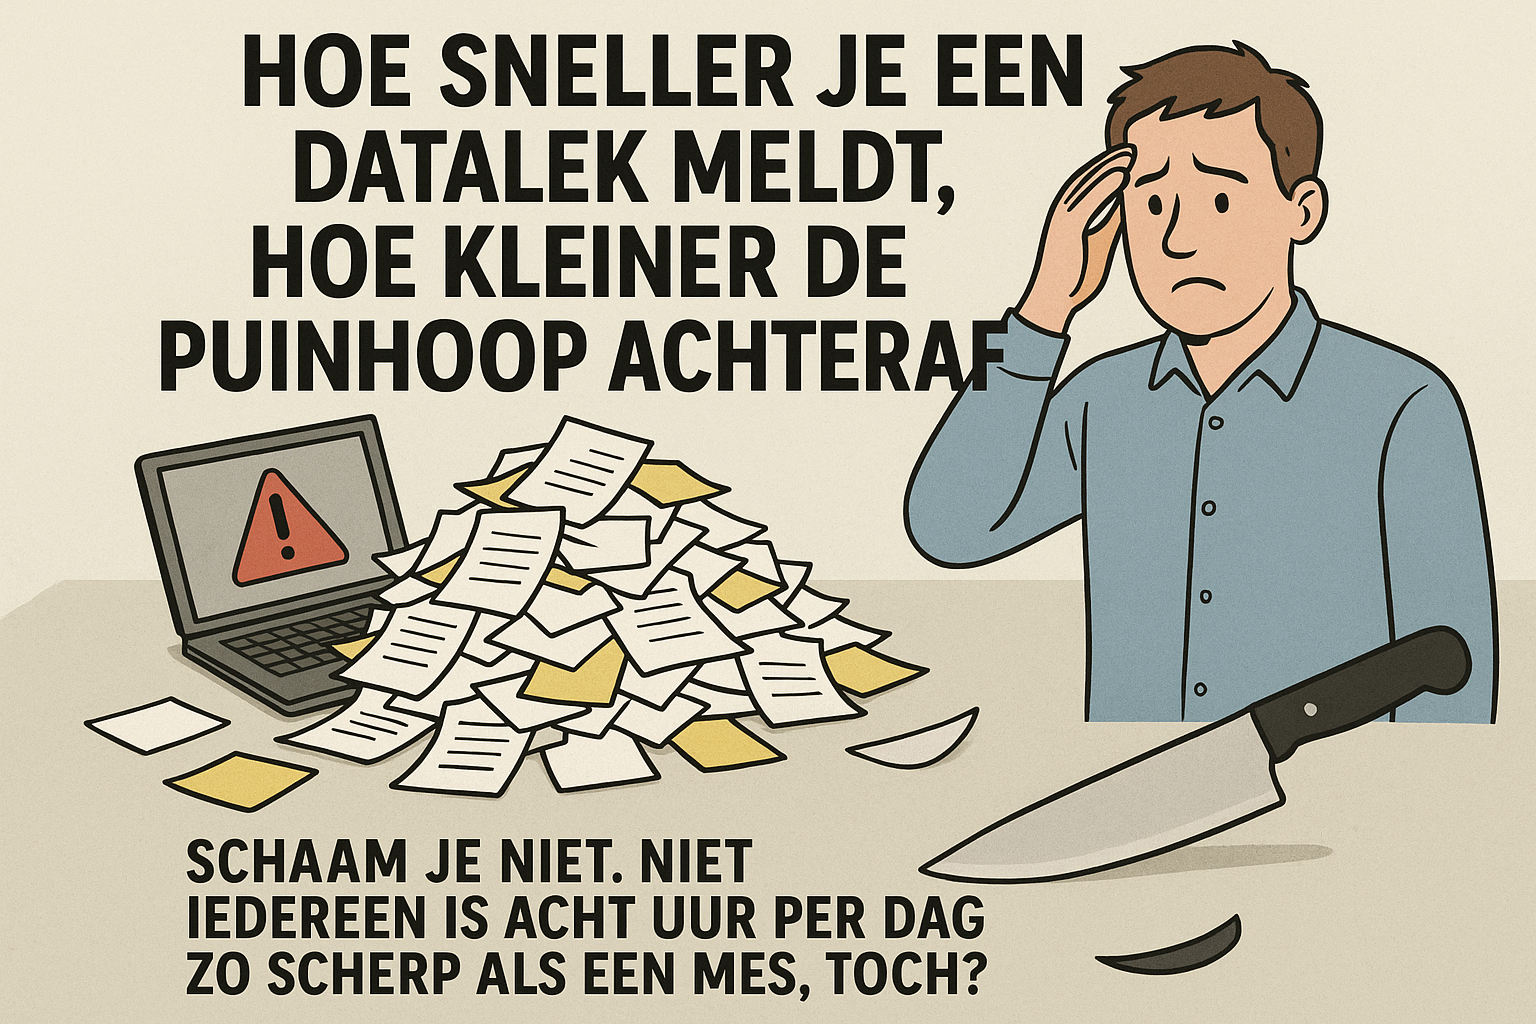 HOE SNELLER JE EEN
DATALEK MELDT,
HOE KLEINER DE
PUINHOOP ACHTERAF
SCHAAM JE NIET. NIET
IEDEREEN IS ACHT UUR PER DAG
ZO SCHERP ALS EEN MES, TOCH?